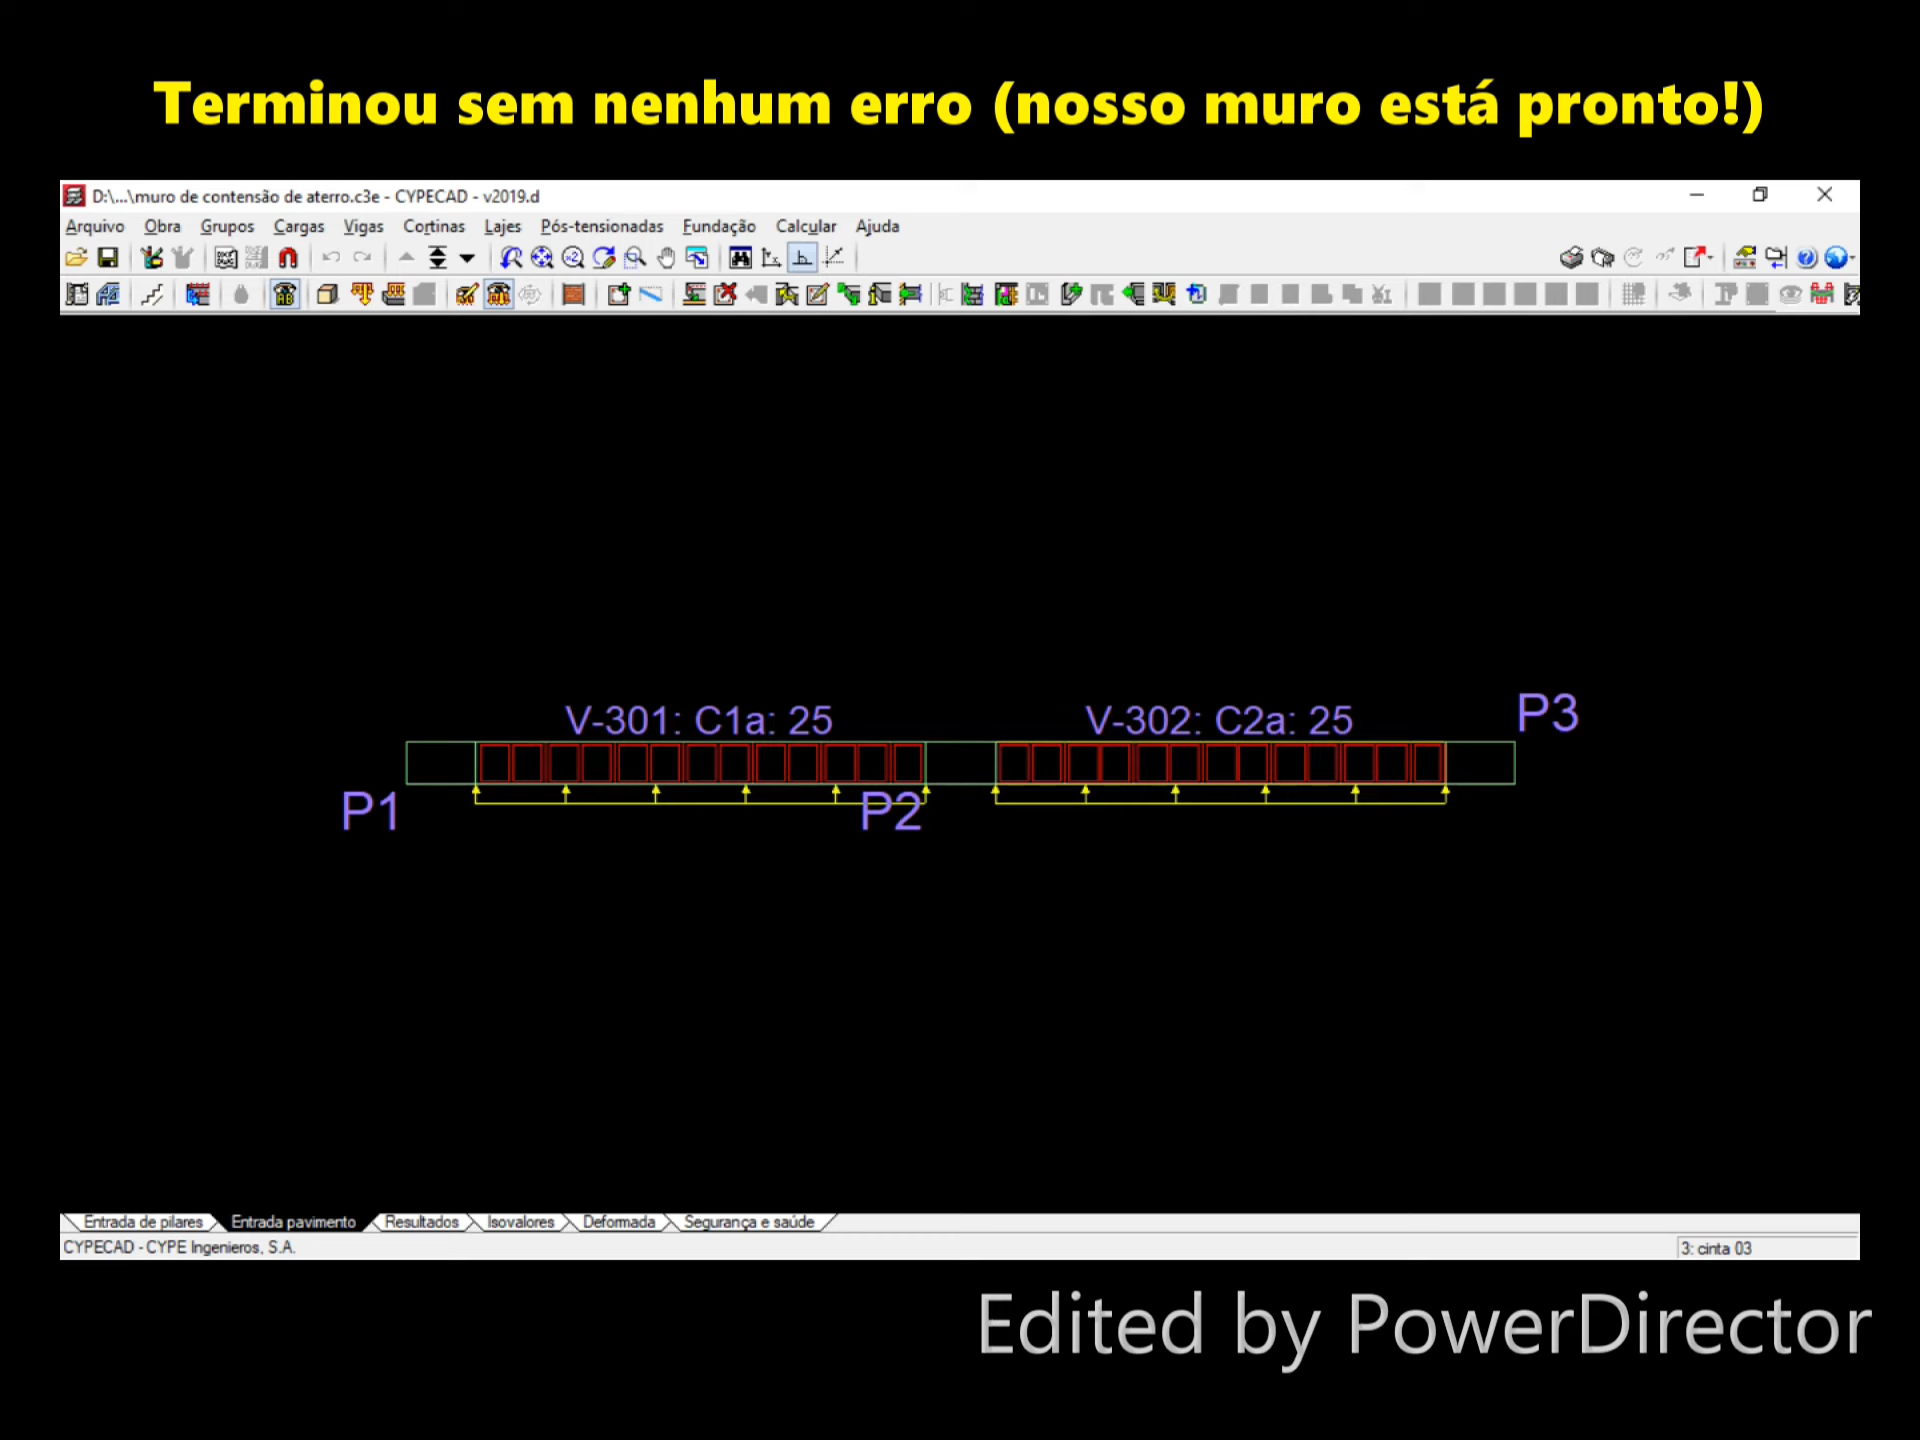 Terminou sem nenhum erro (nosso muro está pronto!)
D:\...\muro de contensão de aterro.c3e - CYPECAD - v2019.d
Arquivo Obra Grupos Cargas Vigas Cortinas Lajes Pós-tensionadas Fundação Calcular Ajuda
V-301: C1a: 25
V-302: C2a: 25
P3
P1
P2
Entrada de pilares Entrada pavimento Resultados Isovalores Deformada Segurança e saúde
CYPECAD - CYPE Ingenieros, S.A.
3: cinta 03
Edited by PowerDirector